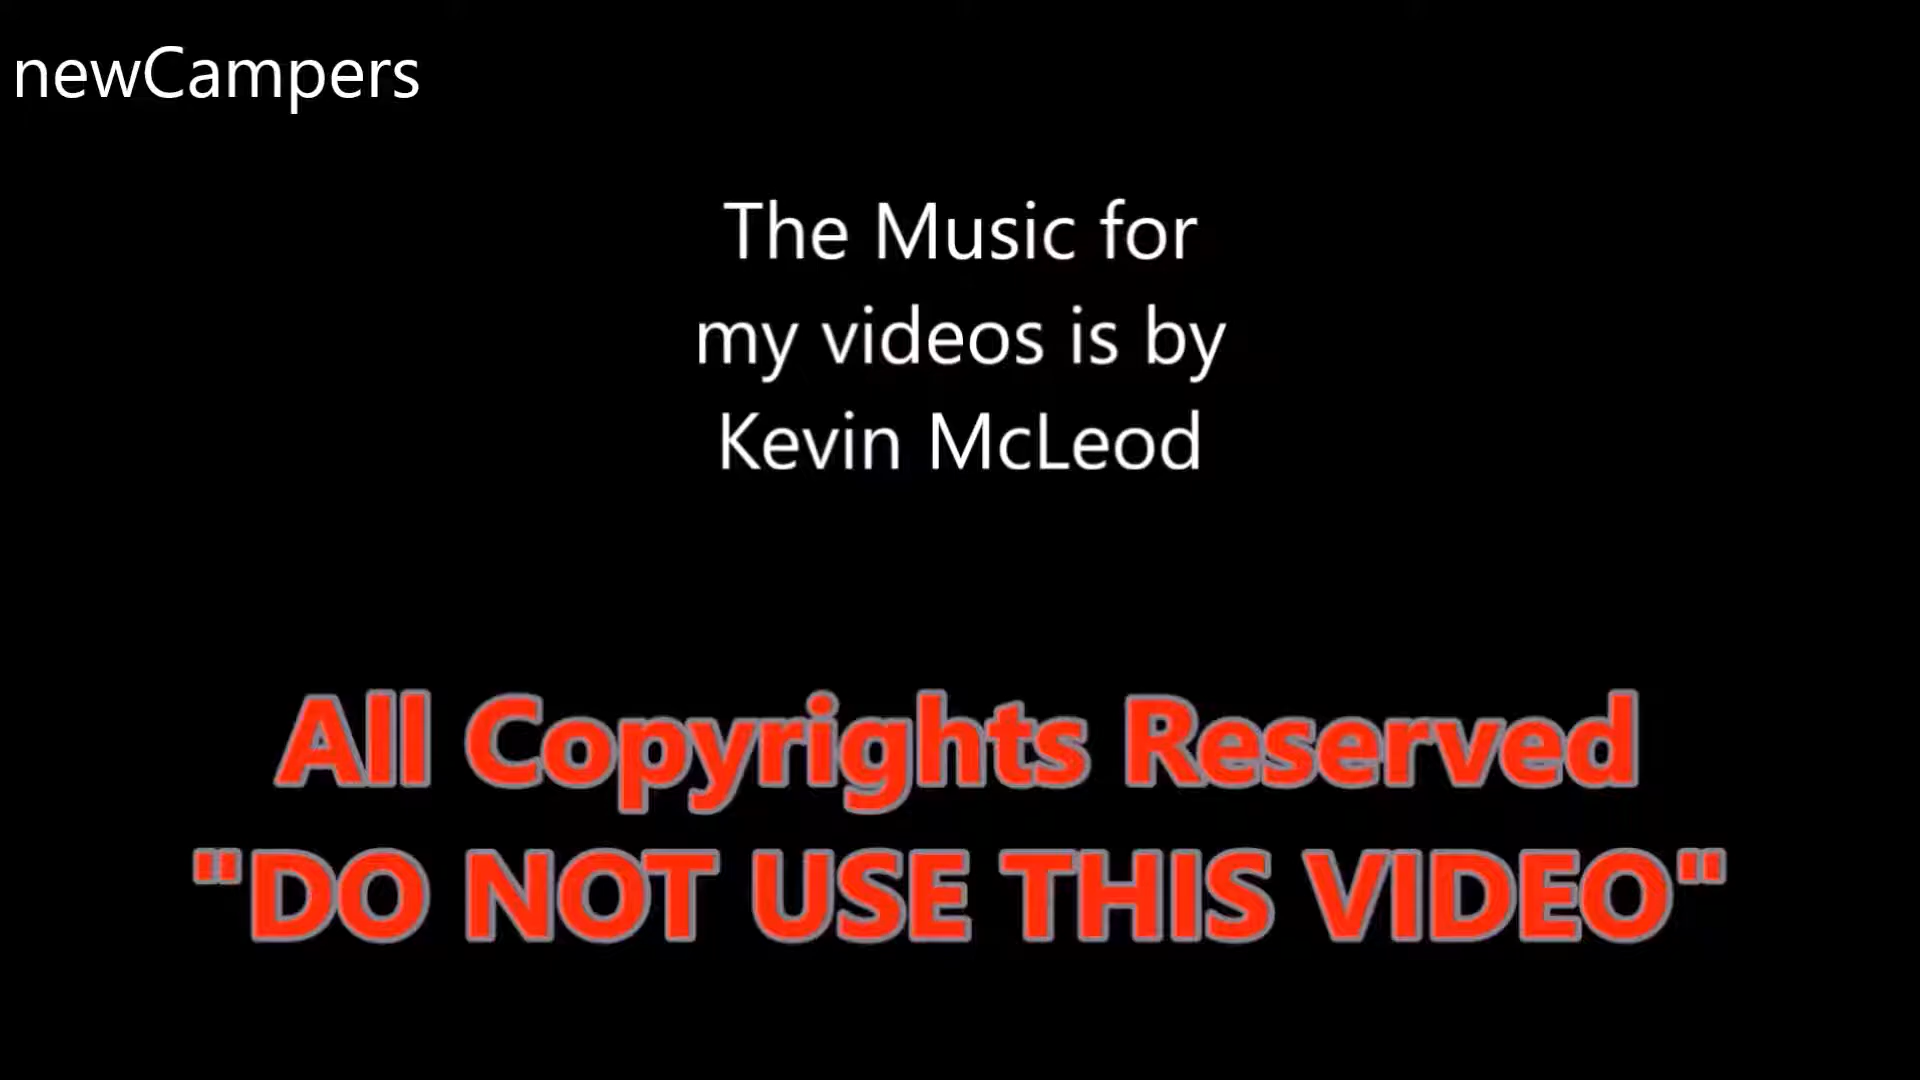 newCampers
The Music for
my videos is by
Kevin McLeod
All Copyrights Reserved
"DO NOT USE THIS VIDEO"